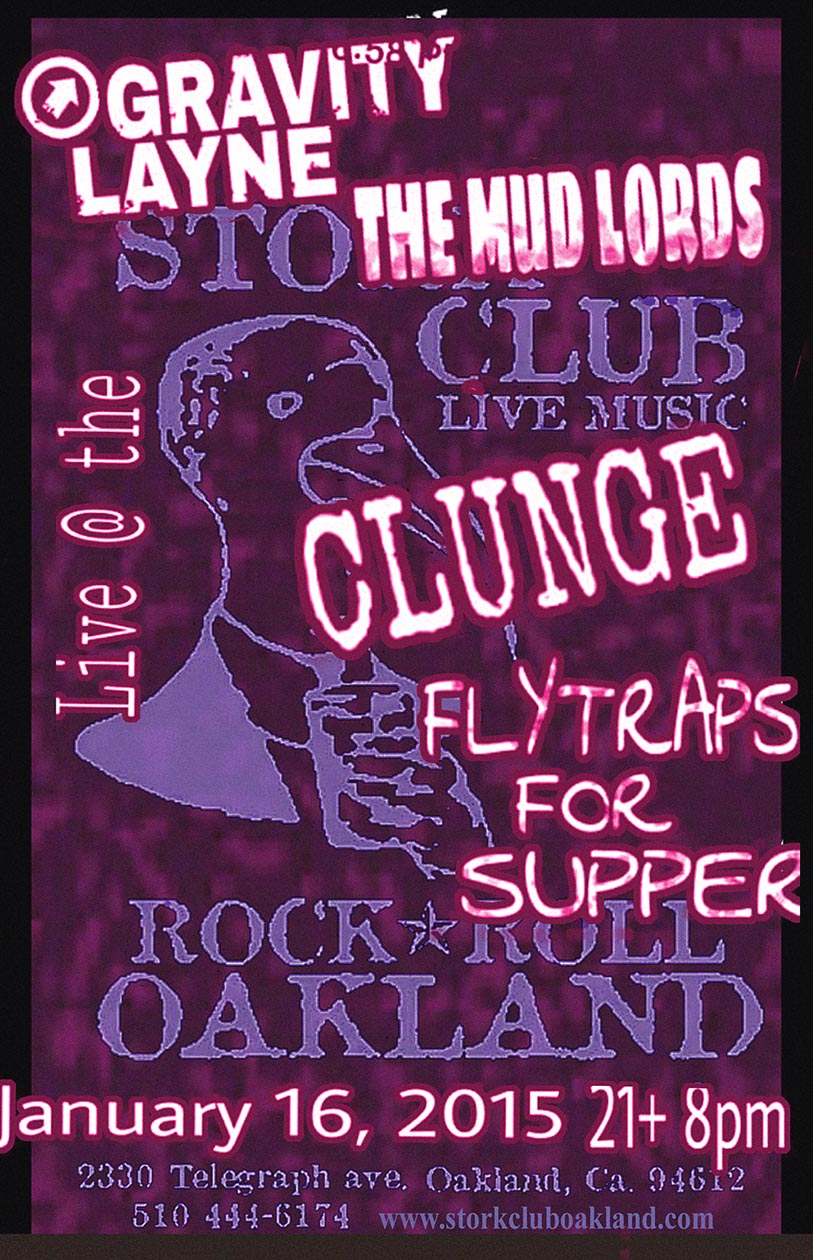 GRAVITY
LAYNE
THE MUD LORDS
CLUB
LIVE MUSIC
Live @ the
CLUNGE
FLYTRAPS
FOR
SUPPER
ROCK ROLL
OAKLAND
January 16, 2015 21+ 8pm
2330 Telegraph ave. Oakland, Ca. 94612
510 444-6174 www.storkcluboakland.com